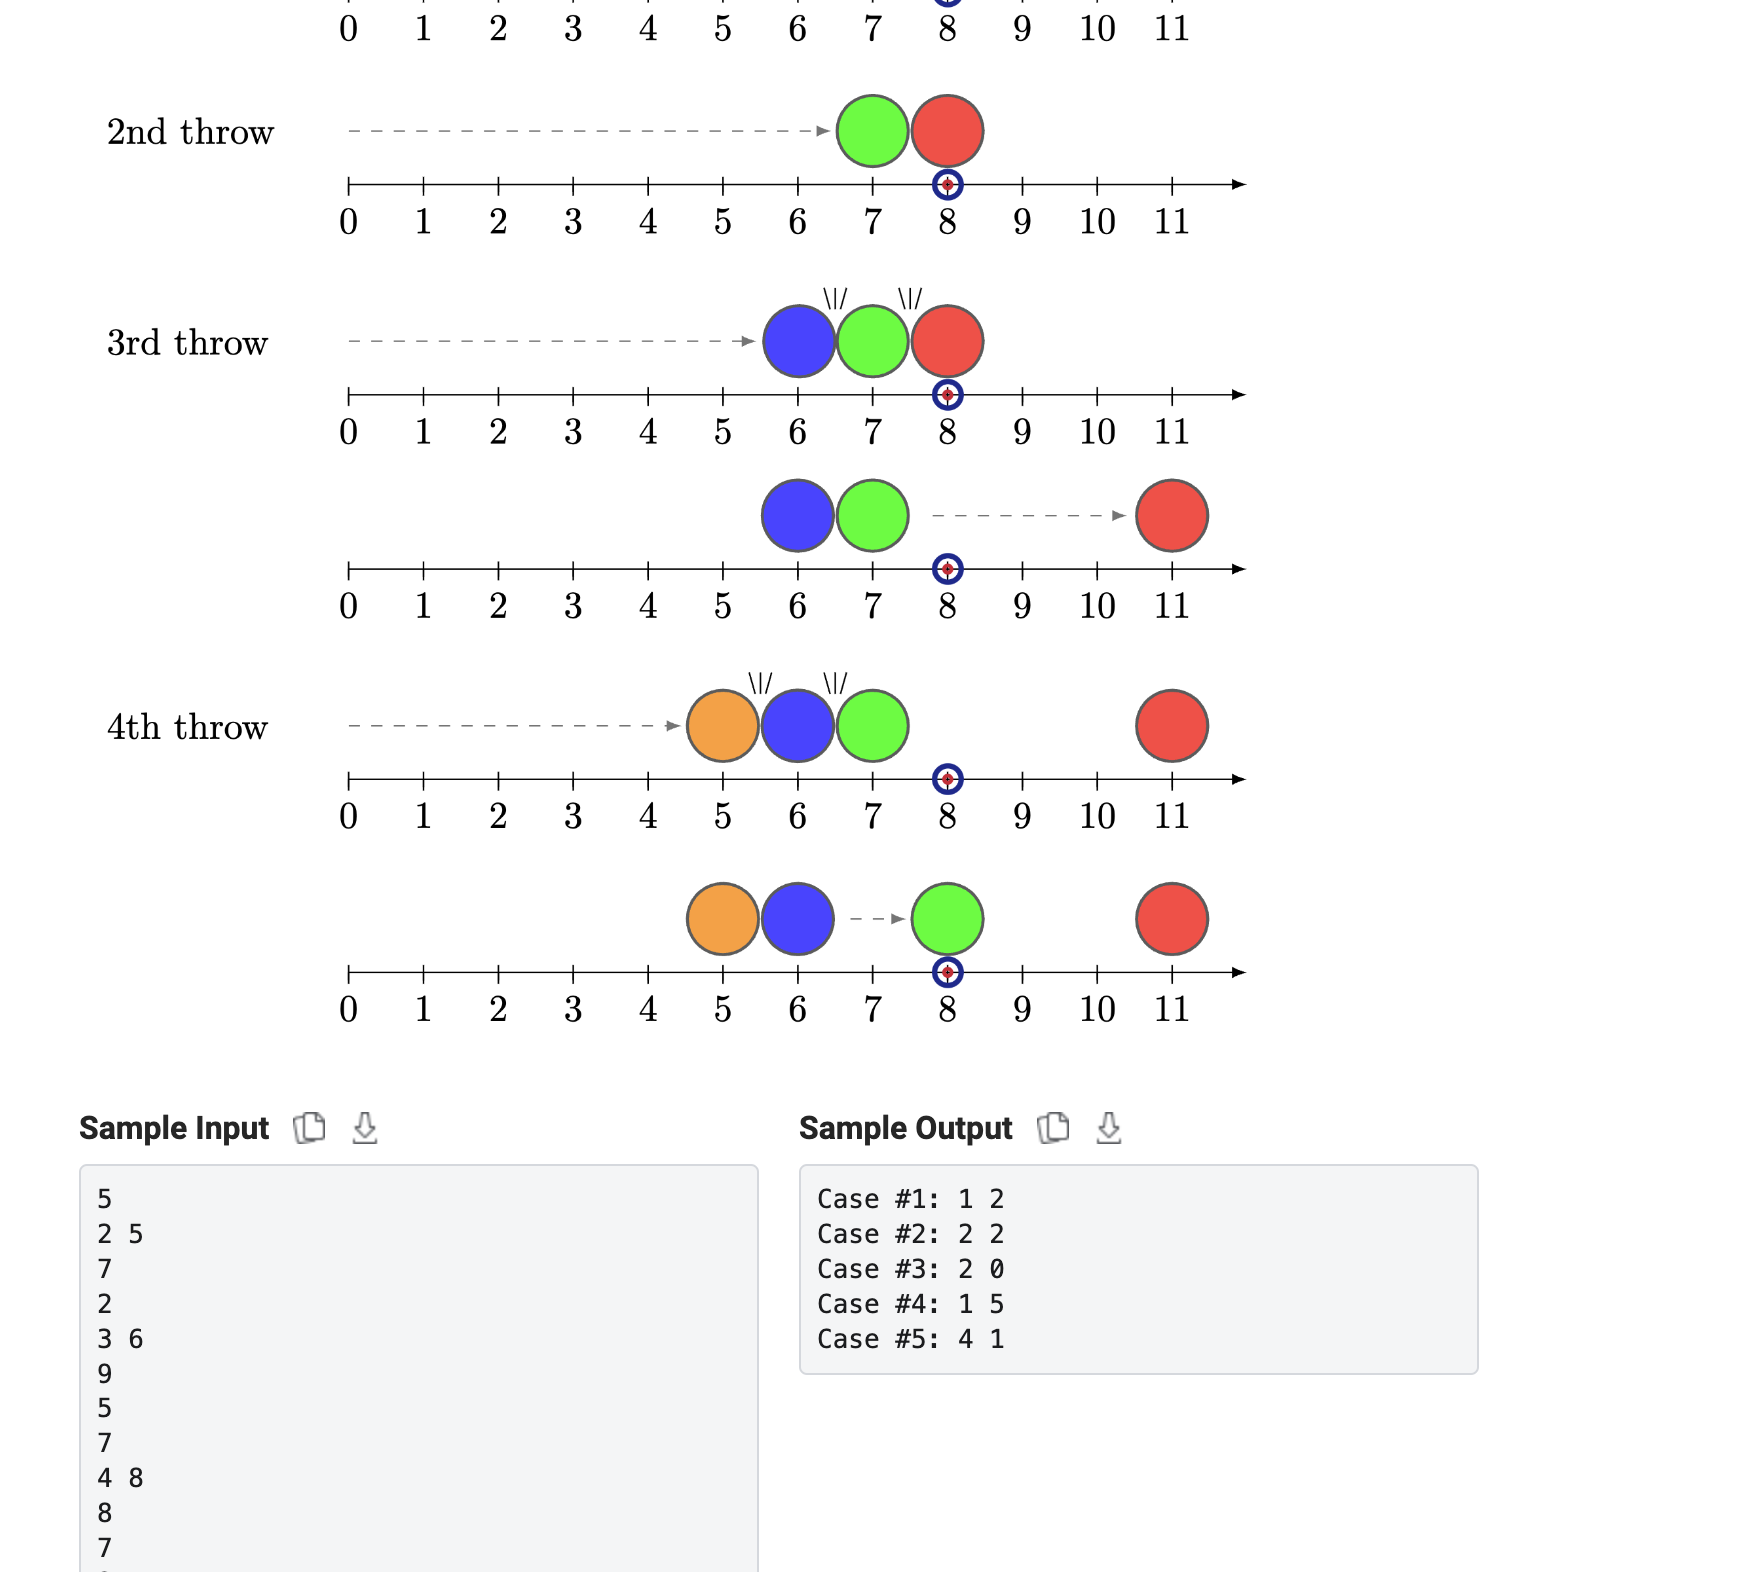 0 1 2 3 4 5 6 7 8 9 10 11
2nd throw
0 1 2 3 4 5 6 7 8 9 10 11
3rd throw
0 1 2 3 4 5 6 7 8 9 10 11
0 1 2 3 4 5 6 7 8 9 10 11
4th throw
0 1 2 3 4 5 6 7 8 9 10 11
0 1 2 3 4 5 6 7 8 9 10 11
Sample Input
5
2 5
7
2
3 6
9
5
7
4 8
8
7
Sample Output
Case #1: 1 2
Case #2: 2 2
Case #3: 2 0
Case #4: 1 5
Case #5: 4 1